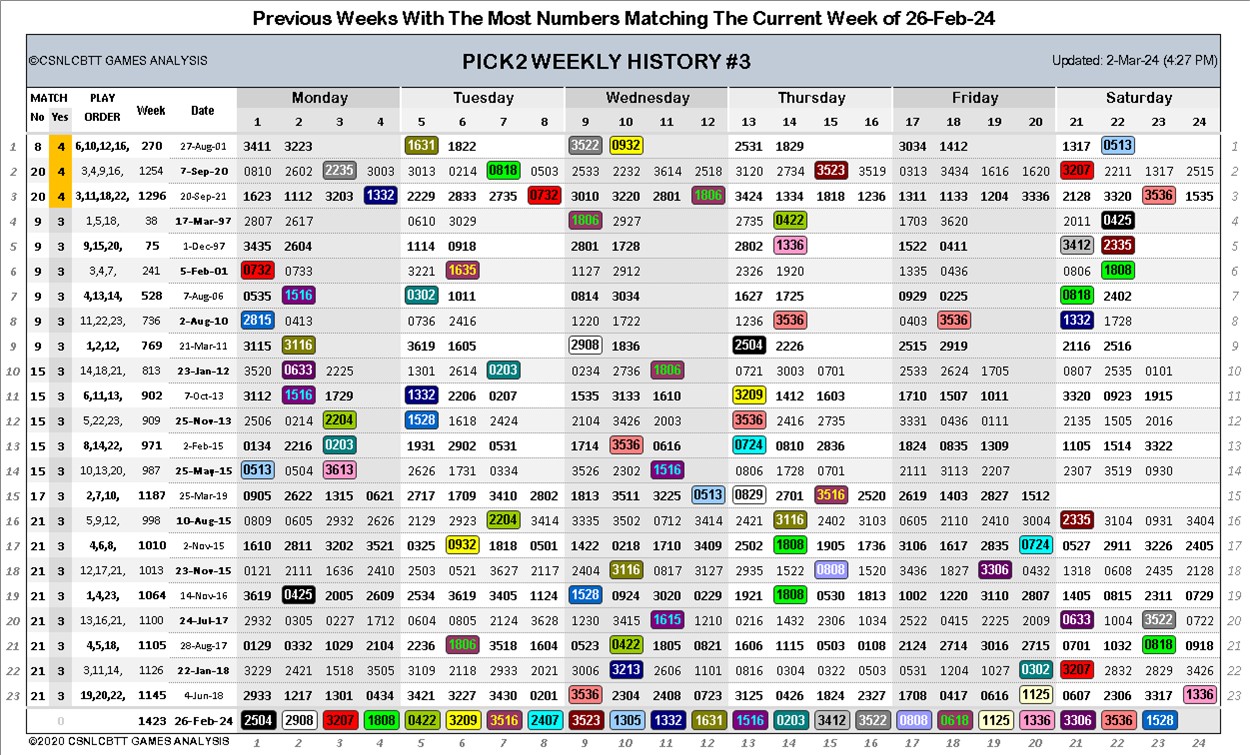 Previous Weeks With The Most Numbers Matching The Current Week of 26-Feb-24
©CSNLCBTT GAMES ANALYSIS PICK2 WEEKLY HISTORY #3 Updated: 2-Mar-24 (4:27 PM)
MATCH PLAY Week Date Monday Tuesday Wednesday Thursday Friday Saturday
No Yes ORDER 1 2 3 4 5 6 7 8 9 10 11 12 13 14 15 16 17 18 19 20 21 22 23 24
1 8 4 6,10,12,16, 270 27-Aug-01 3411 3223 1631 1822 3522 0932 2531 1829 3034 1412 1317 0513 1
2 20 4 3,4,9,16, 1254 7-Sep-20 0810 2602 2235 3003 3013 0214 0818 0503 2533 2232 3614 2518 3120 2734 3523 3519 0313 3434 1616 1620 3207 2211 1317 2515 2
3 20 4 3,11,18,22, 1296 20-Sep-21 1623 1112 3203 1332 2229 2833 2735 0732 3010 3220 2801 1806 3424 1334 1818 1236 1311 1133 1204 3336 2128 3320 3536 1535 3
4 9 3 1,5,18, 38 17-Mar-97 2807 2617 0610 3029 1806 2927 2704 0422 1703 3620 2011 0425 4
5 9 3 9,15,20, 75 1-Dec-97 3435 2604 1114 0918 2801 1728 2802 1336 1522 0411 3412 2335 5
6 9 3 3,4,7, 241 5-Feb-01 0732 0733 3221 1635 1127 2912 2326 1920 1335 0436 0806 1808 6
7 9 3 4,13,14, 528 7-Aug-06 0535 1516 0302 1011 0814 3034 1627 1725 0929 0225 0818 2402 7
8 9 3 11,22,23, 736 2-Aug-10 2815 0413 0736 2416 1220 1722 1236 3536 0403 3536 1332 1728 8
9 9 3 1,2,12, 769 21-Mar-11 3115 3116 3619 1605 2908 1836 2504 2226 2515 2919 2116 2516 9
10 15 3 14,18,21, 813 23-Jan-12 3520 0633 2225 1301 2614 0203 0234 2736 1806 0721 3003 0701 2533 2624 1705 0807 2535 0101 10
11 15 3 6,11,13, 902 7-Oct-13 3112 1516 1729 1332 2206 0207 1535 3133 1610 3209 1412 1603 1710 1507 1011 3320 0923 1915 11
12 15 3 5,22,23, 909 25-Nov-13 2506 0214 2204 1528 1618 2424 2104 3426 2003 3536 2416 2735 3331 0436 0111 2135 1505 2016 12
13 15 3 8,14,22, 971 2-Feb-15 0134 2216 0203 1931 2902 0531 1714 3536 0616 0724 0810 2836 1824 0835 1309 1105 1514 3322 13
14 15 3 10,13,20, 987 25-May-15 0513 0504 3613 2626 1731 0334 3526 2302 1516 0806 1728 0701 2111 3113 2207 2307 3519 0930 14
15 17 3 2,7,10, 1187 25-Mar-19 0905 2622 1315 0621 2717 1709 3410 2802 1813 3511 3225 0513 0829 2701 3516 2520 2619 1403 2827 1512 15
16 21 3 5,9,12, 998 10-Aug-15 0809 0605 2932 2626 2129 2923 2204 3414 3335 3502 0712 3414 2421 3116 2402 3103 0605 2110 2410 3004 2335 3104 0931 3404 16
17 21 3 4,6,8, 1010 2-Nov-15 1610 2811 3202 3521 0325 0932 1818 0501 1422 0218 1710 3409 2502 1808 1905 1736 3106 1617 2835 0724 0527 2911 3226 2405 17
18 21 3 12,17,21, 1013 23-Nov-15 0121 2111 1636 2410 2503 0521 3627 2117 2404 3116 0817 3127 2935 1522 0808 1520 3436 1827 3306 0432 1318 0608 2435 2128 18
19 21 3 1,4,23, 1064 14-Nov-16 3619 0425 2005 2609 2534 3619 3405 1124 1528 0924 3020 0229 1921 1808 0530 1813 1002 1220 3110 2807 1405 0815 2311 0729 19
20 21 3 13,16,21, 1100 24-Jul-17 2932 0305 0227 1712 0604 0805 2124 2628 1230 3415 1615 1210 0216 1432 2306 1034 2522 0415 2225 2009 0633 1004 3522 0722 20
21 21 3 4,5,18, 1105 28-Aug-17 0129 0332 1029 2104 2236 1806 3518 1604 0523 0422 1805 0821 1606 1115 0503 0108 2124 2714 3016 2715 0701 1032 0818 0918 21
22 21 3 3,11,14, 1126 22-Jan-18 3229 2421 1518 3505 3109 2118 2933 2021 3006 3213 2606 1101 0816 0304 0322 0503 0531 1204 1027 0302 3207 2832 2829 3426 22
23 21 3 19,20,22, 1145 4-Jun-18 2933 1217 1301 0434 3421 3227 3430 0201 3536 2304 2408 0723 3125 0426 1824 2327 1708 0417 0616 1125 0607 2306 3317 1336 23
0 1423 26-Feb-24 2504 2908 3207 1808 0422 3209 3516 2407 3523 1305 1332 1631 1516 0203 3412 3522 0808 0618 1125 1336 3306 3536 1528
©2020 CSNLCBTT GAMES ANALYSIS 1 2 3 4 5 6 7 8 9 10 11 12 13 14 15 16 17 18 19 20 21 22 23 24